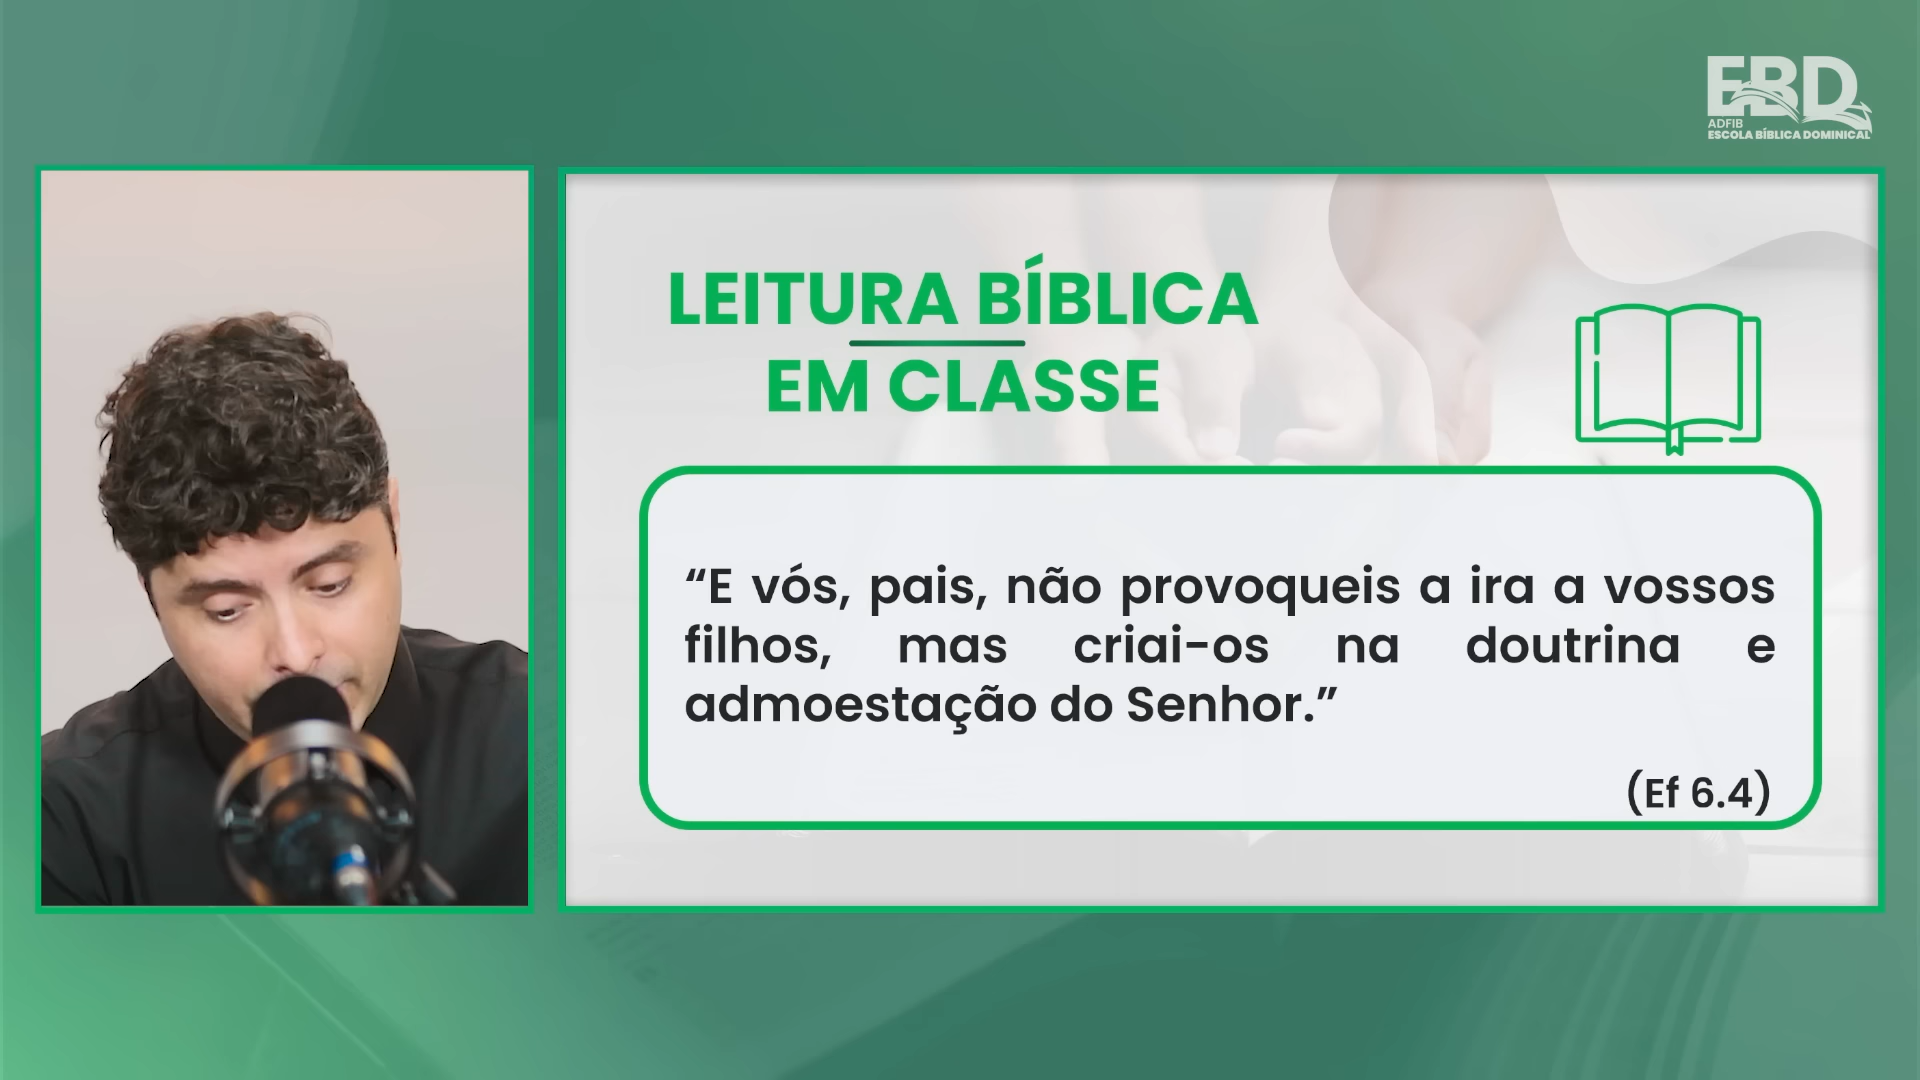 EBD
ADFIB
ESCOLA BÍBLICA DOMINICAL
LEITURA BÍBLICA
EM CLASSE
“E vós, pais, não provoqueis a ira a vossos
filhos, mas criai-os na doutrina e
admoestação do Senhor.”
(Ef 6.4)